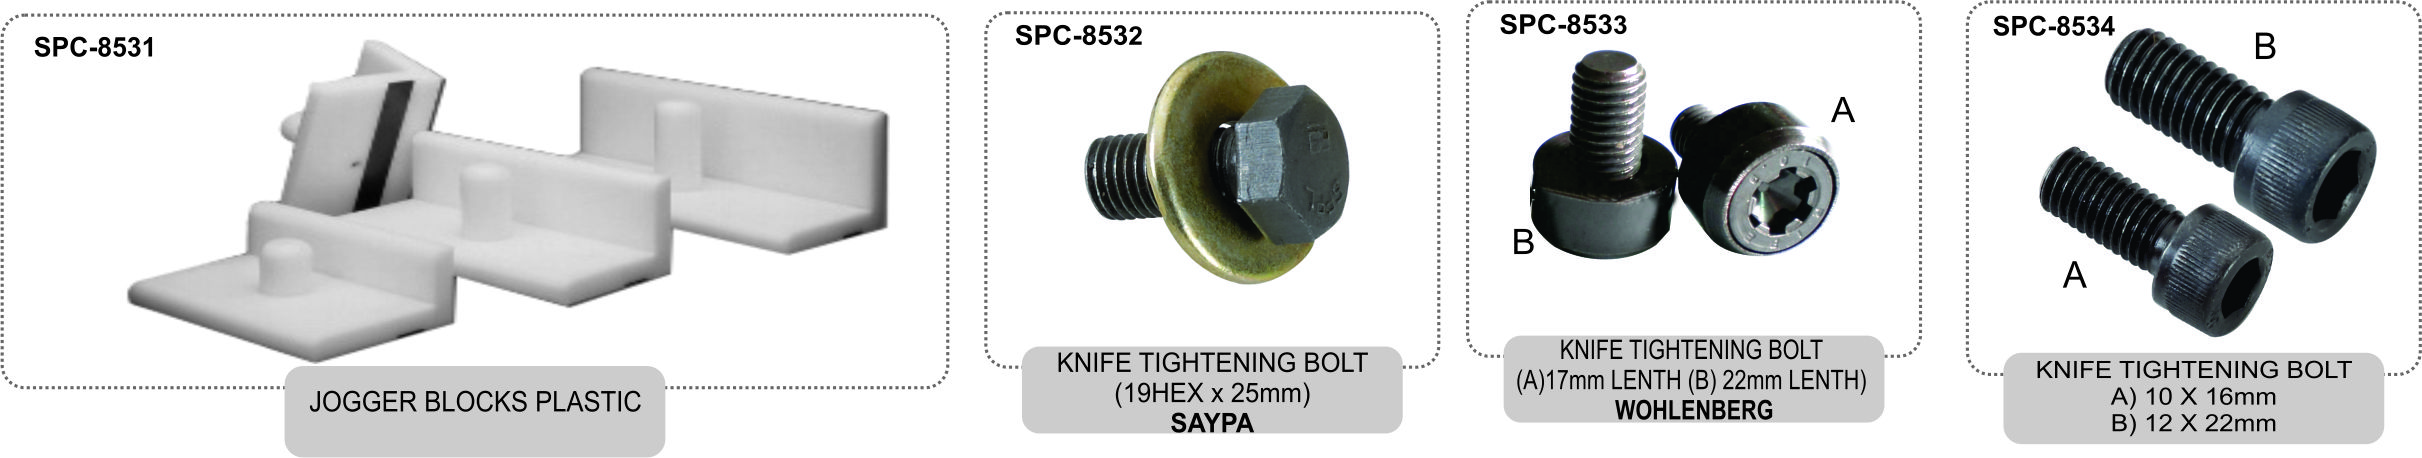 SPC-8531
JOGGER BLOCKS PLASTIC
SPC-8532
KNIFE TIGHTENING BOLT
(19HEX x 25mm)
SAYPA
SPC-8533
A
B
KNIFE TIGHTENING BOLT
(A)17mm LENTH (B) 22mm LENTH)
WOHLENBERG
SPC-8534
B
A
KNIFE TIGHTENING BOLT
A) 10 X 16mm
B) 12 X 22mm